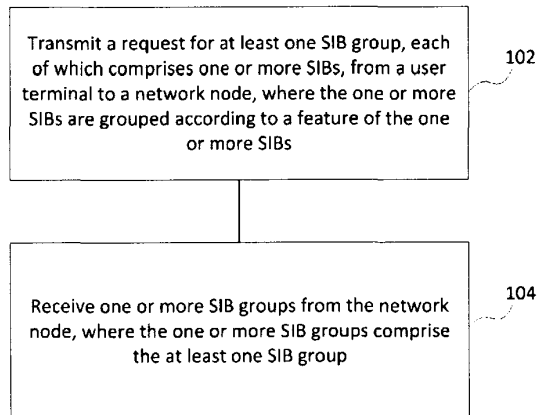 Transmit a request for at least one SIB group, each
of which comprises one or more SIBs, from a user
terminal to a network node, where the one or more
SIBs are grouped according to a feature of the one
or more SIBs
102
Receive one or more SIB groups from the network
node, where the one or more SIB groups comprise
the at least one SIB group
104